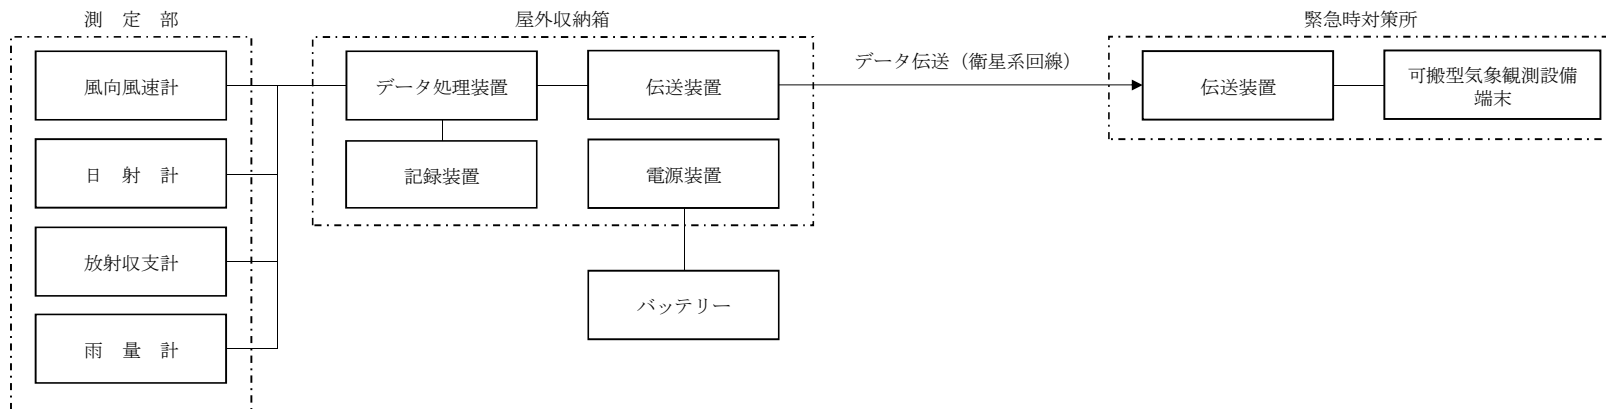 測　定　部
風向風速計
日　射　計
放射収支計
雨　量　計
屋外収納箱
データ処理装置
伝送装置
記録装置
電源装置
バッテリー
データ伝送（衛星系回線）
緊急時対策所
伝送装置
可搬型気象観測設備
端末